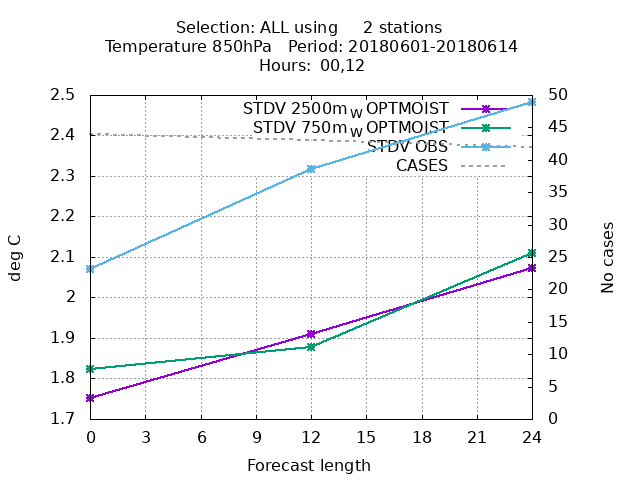 Selection: ALL using 2 stations
Temperature 850hPa Period: 20180601-20180614
Hours: 00,12
STDV 2500m_W OPTMOIST
STDV 750m_W OPTMOIST
STDV OBS
CASES
2.5
2.4
2.3
2.2
2.1
2
1.9
1.8
1.7
50
45
40
35
30
25
20
15
10
5
0
deg C
No cases
0 3 6 9 12 15 18 21 24
Forecast length